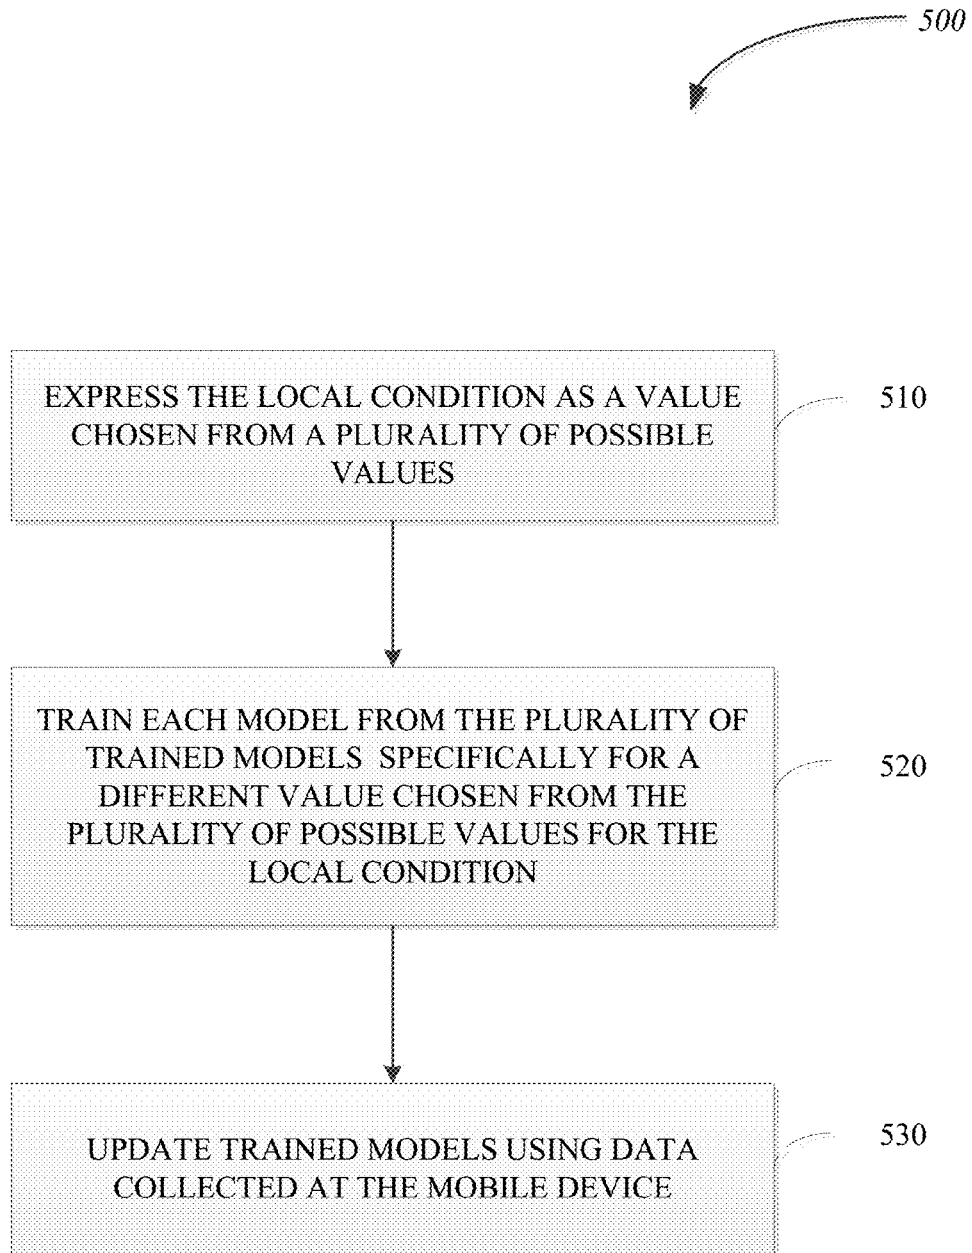 500
EXPRESS THE LOCAL CONDITION AS A VALUE
CHOSEN FROM A PLURALITY OF POSSIBLE
VALUES
510
TRAIN EACH MODEL FROM THE PLURALITY OF
TRAINED MODELS SPECIFICALLY FOR A
DIFFERENT VALUE CHOSEN FROM THE
PLURALITY OF POSSIBLE VALUES FOR THE
LOCAL CONDITION
520
UPDATE TRAINED MODELS USING DATA
COLLECTED AT THE MOBILE DEVICE
530